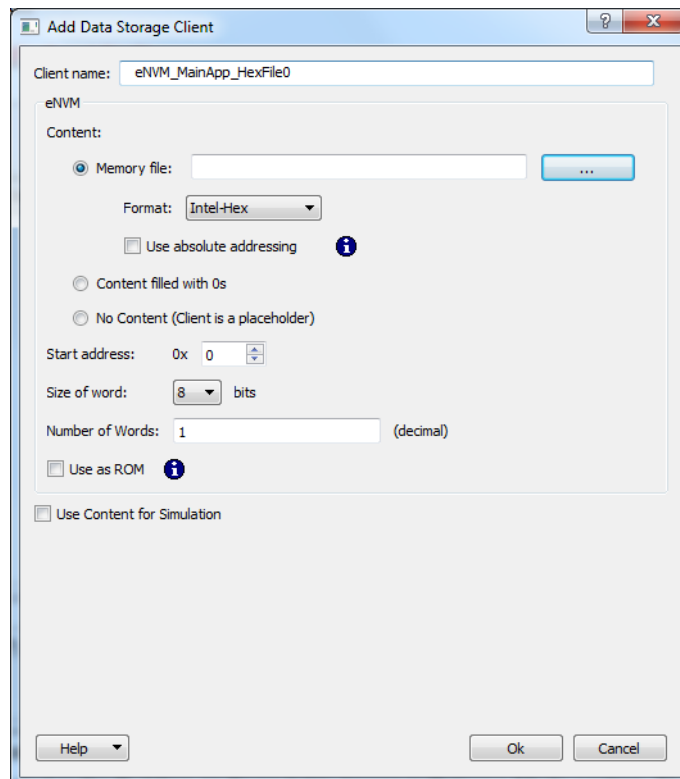 Add Data Storage Client
Client name: eNVM_MainApp_HexFile0
eNVM
Content:
Memory file: ...
Format: Intel-Hex
Use absolute addressing
Content filled with 0s
No Content (Client is a placeholder)
Start address: 0x 0
Size of word: 8 bits
Number of Words: 1 (decimal)
Use as ROM
Use Content for Simulation
Help Ok Cancel